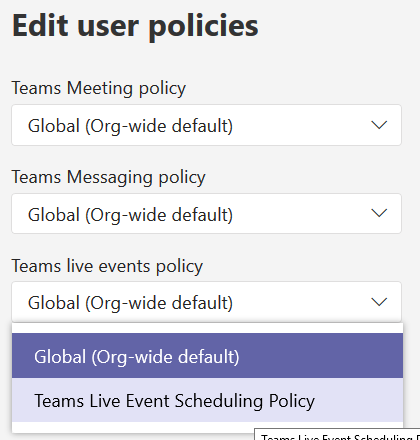 Edit user policies
Teams Meeting policy
Global (Org-wide default)
Teams Messaging policy
Global (Org-wide default)
Teams live events policy
Global (Org-wide default)
Global (Org-wide default)
Teams Live Event Scheduling Policy
Teams Live Event Scheduling